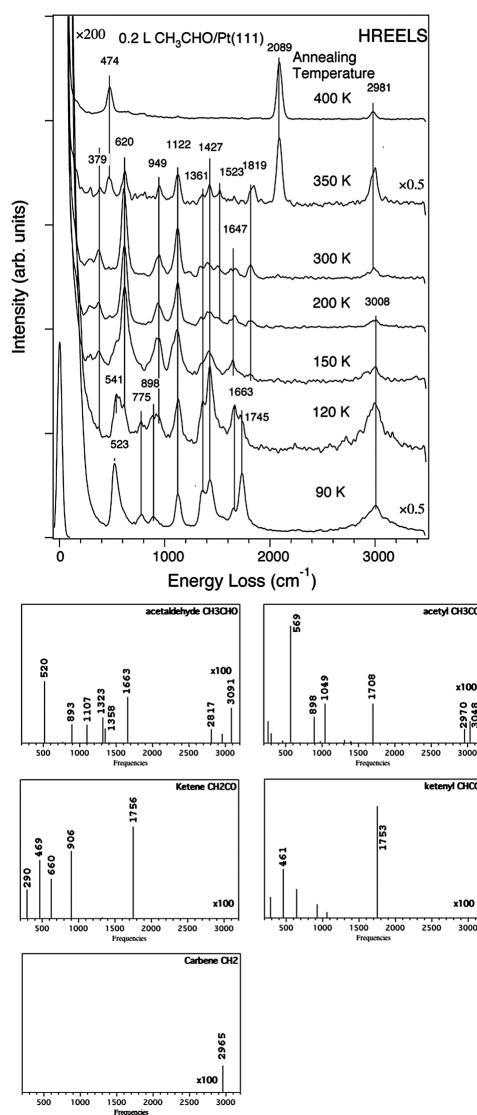 ×200
0.2 L CH3CHO/Pt(111)
HREELS
2089
Annealing
Temperature
474
400 K
2981
379
620
949
1122
1361
1427
1523
1819
350 K
×0.5
1647
300 K
3008
200 K
150 K
541
775
898
1663
1745
120 K
523
90 K
×0.5
Intensity (arb. units)
0
1000
2000
3000
Energy Loss (cm-1)
acetaldehyde CH3CHO
x100
520
893
1107
1323
1358
1663
2817
3091
500 1000 1500 2000 2500 3000
Frequencies
acetyl CH3C
x100
569
898
1049
1708
2970
3048
500 1000 1500 2000 2500 3000
Frequencies
Ketene CH2CO
290
469
660
906
1756
x100
500 1000 1500 2000 2500 3000
Frequencies
ketenyl CHC
461
1753
x100
500 1000 1500 2000 2500 3000
Frequencies
Carbene CH2
2965
x100
500 1000 1500 2000 2500 3000
Frequencies